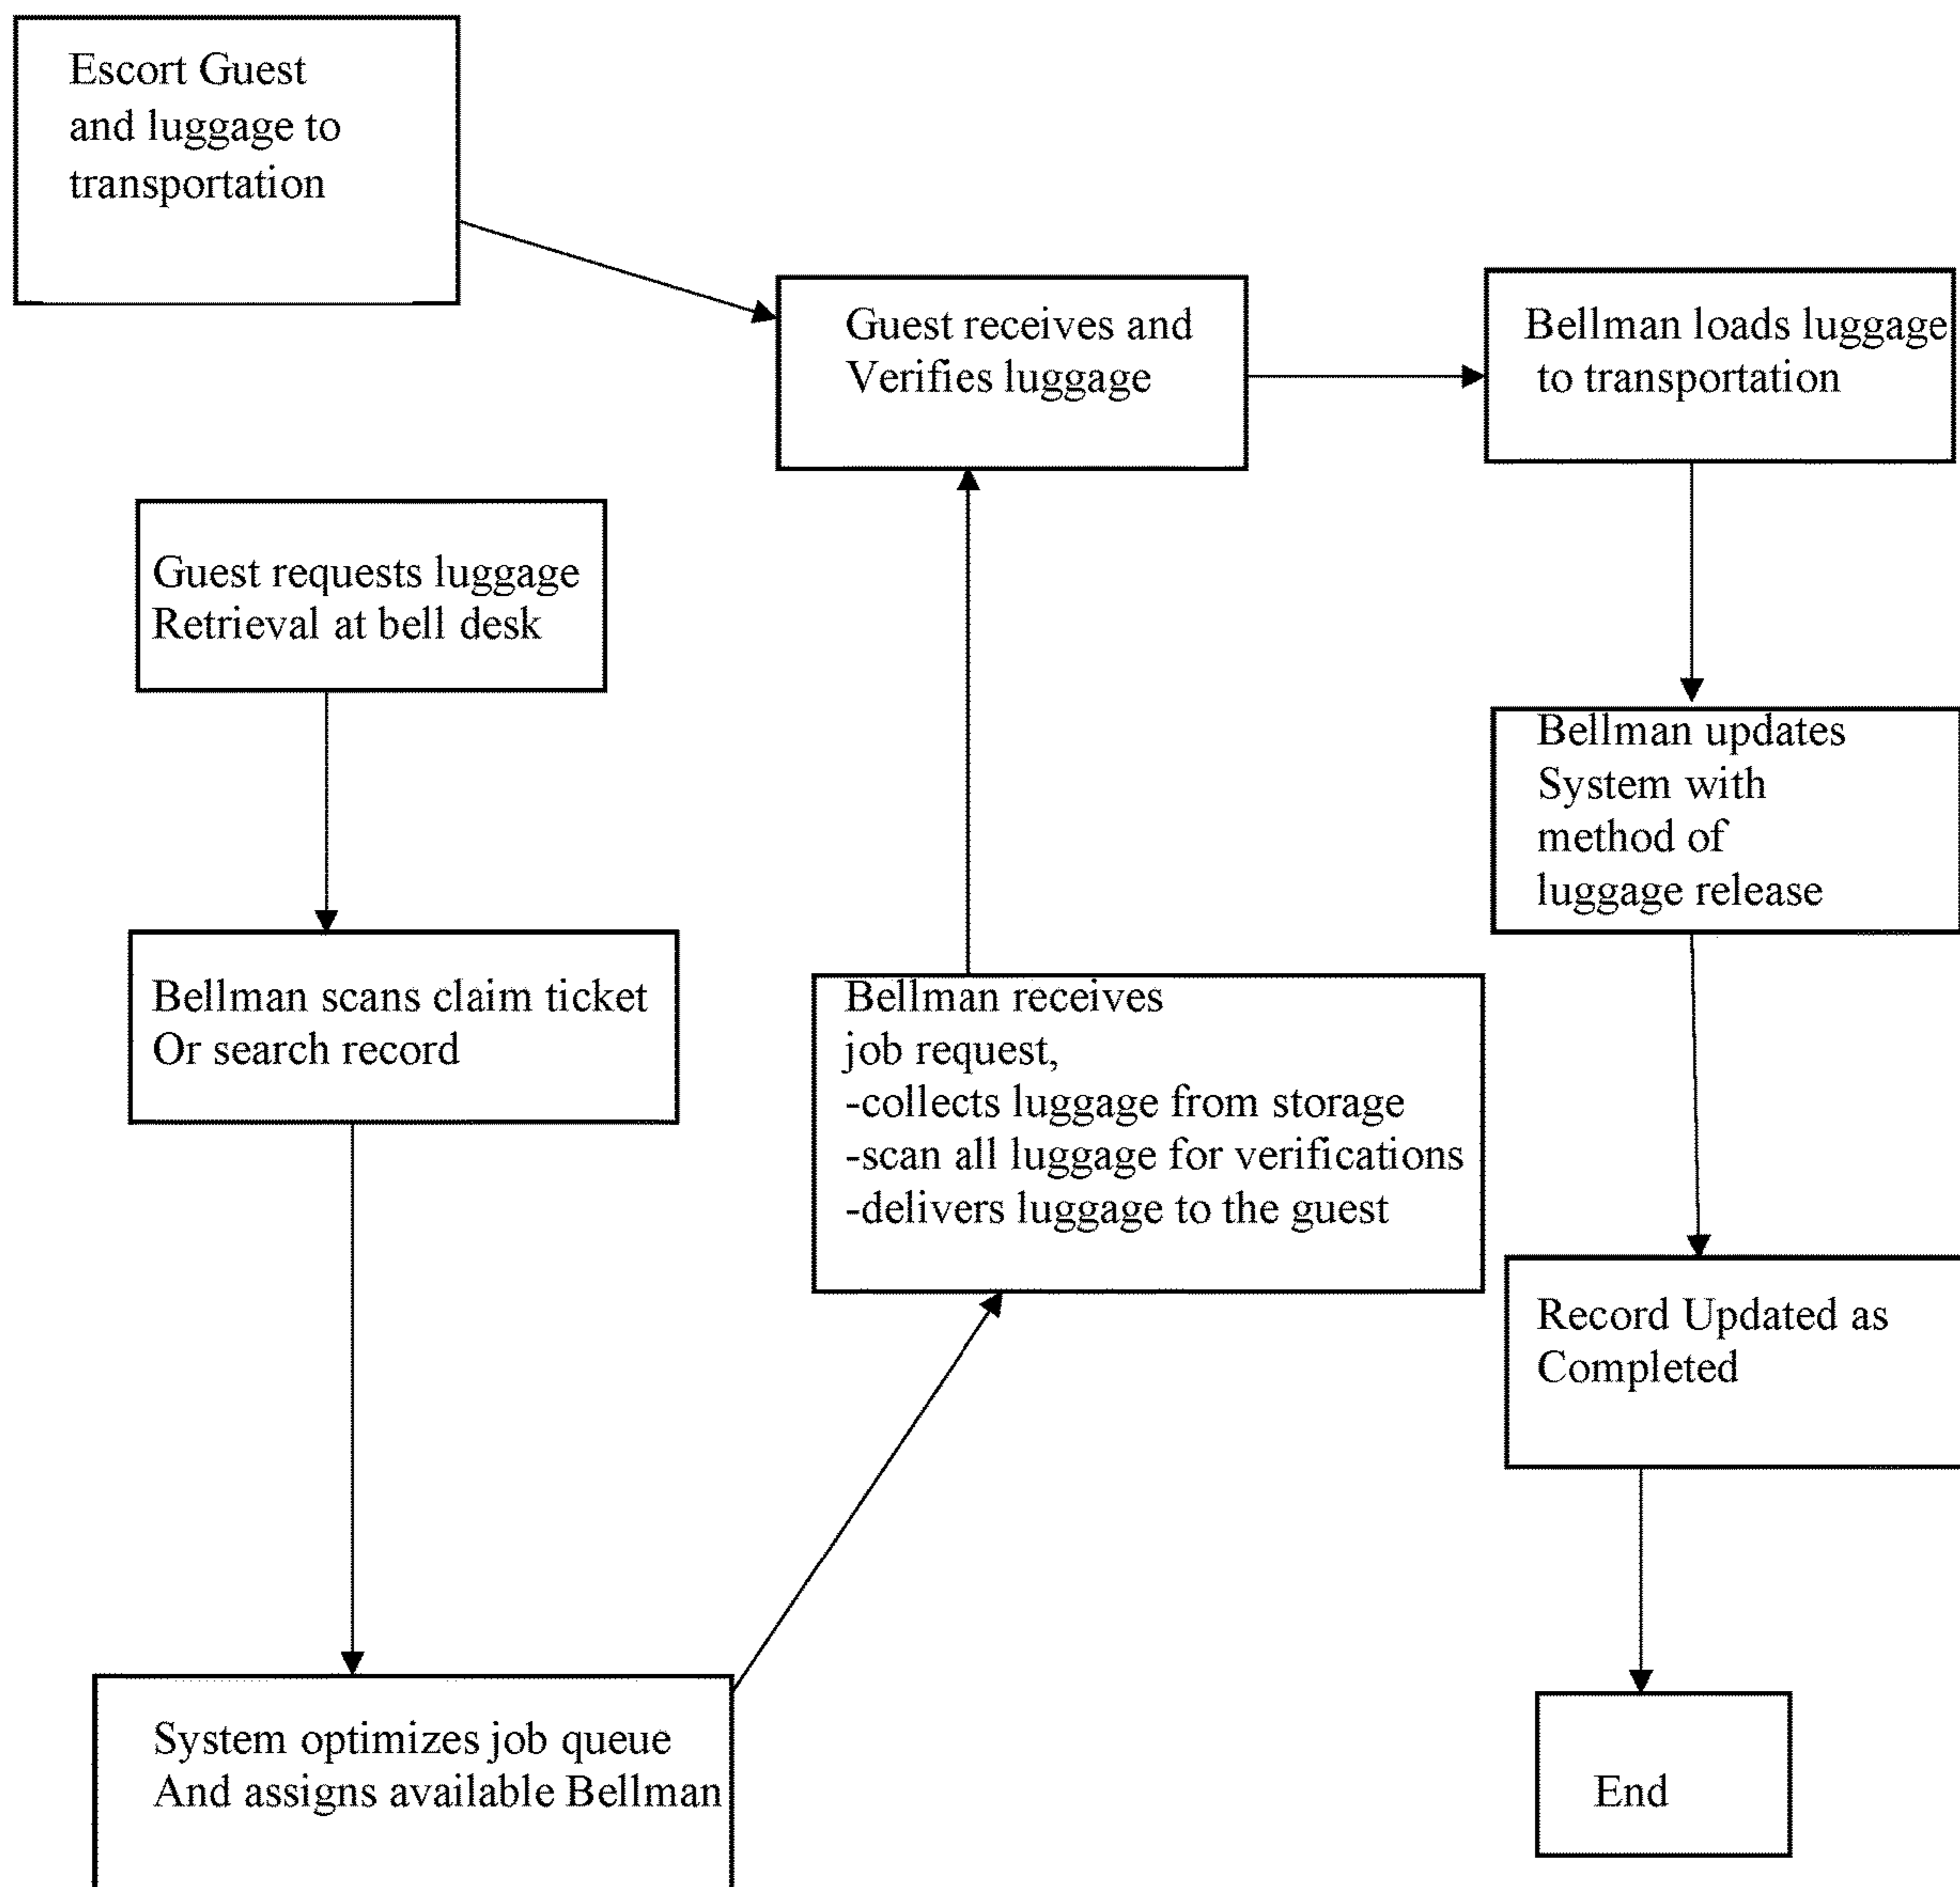 Escort Guest
and luggage to
transportation
Guest receives and
Verifies luggage
Bellman loads luggage
to transportation
Guest requests luggage
Retrieval at bell desk
Bellman updates
System with
method of
luggage release
Bellman scans claim ticket
Or search record
Bellman receives
job request,
-collects luggage from storage
-scan all luggage for verifications
-delivers luggage to the guest
Record Updated as
Completed
System optimizes job queue
And assigns available Bellman
End